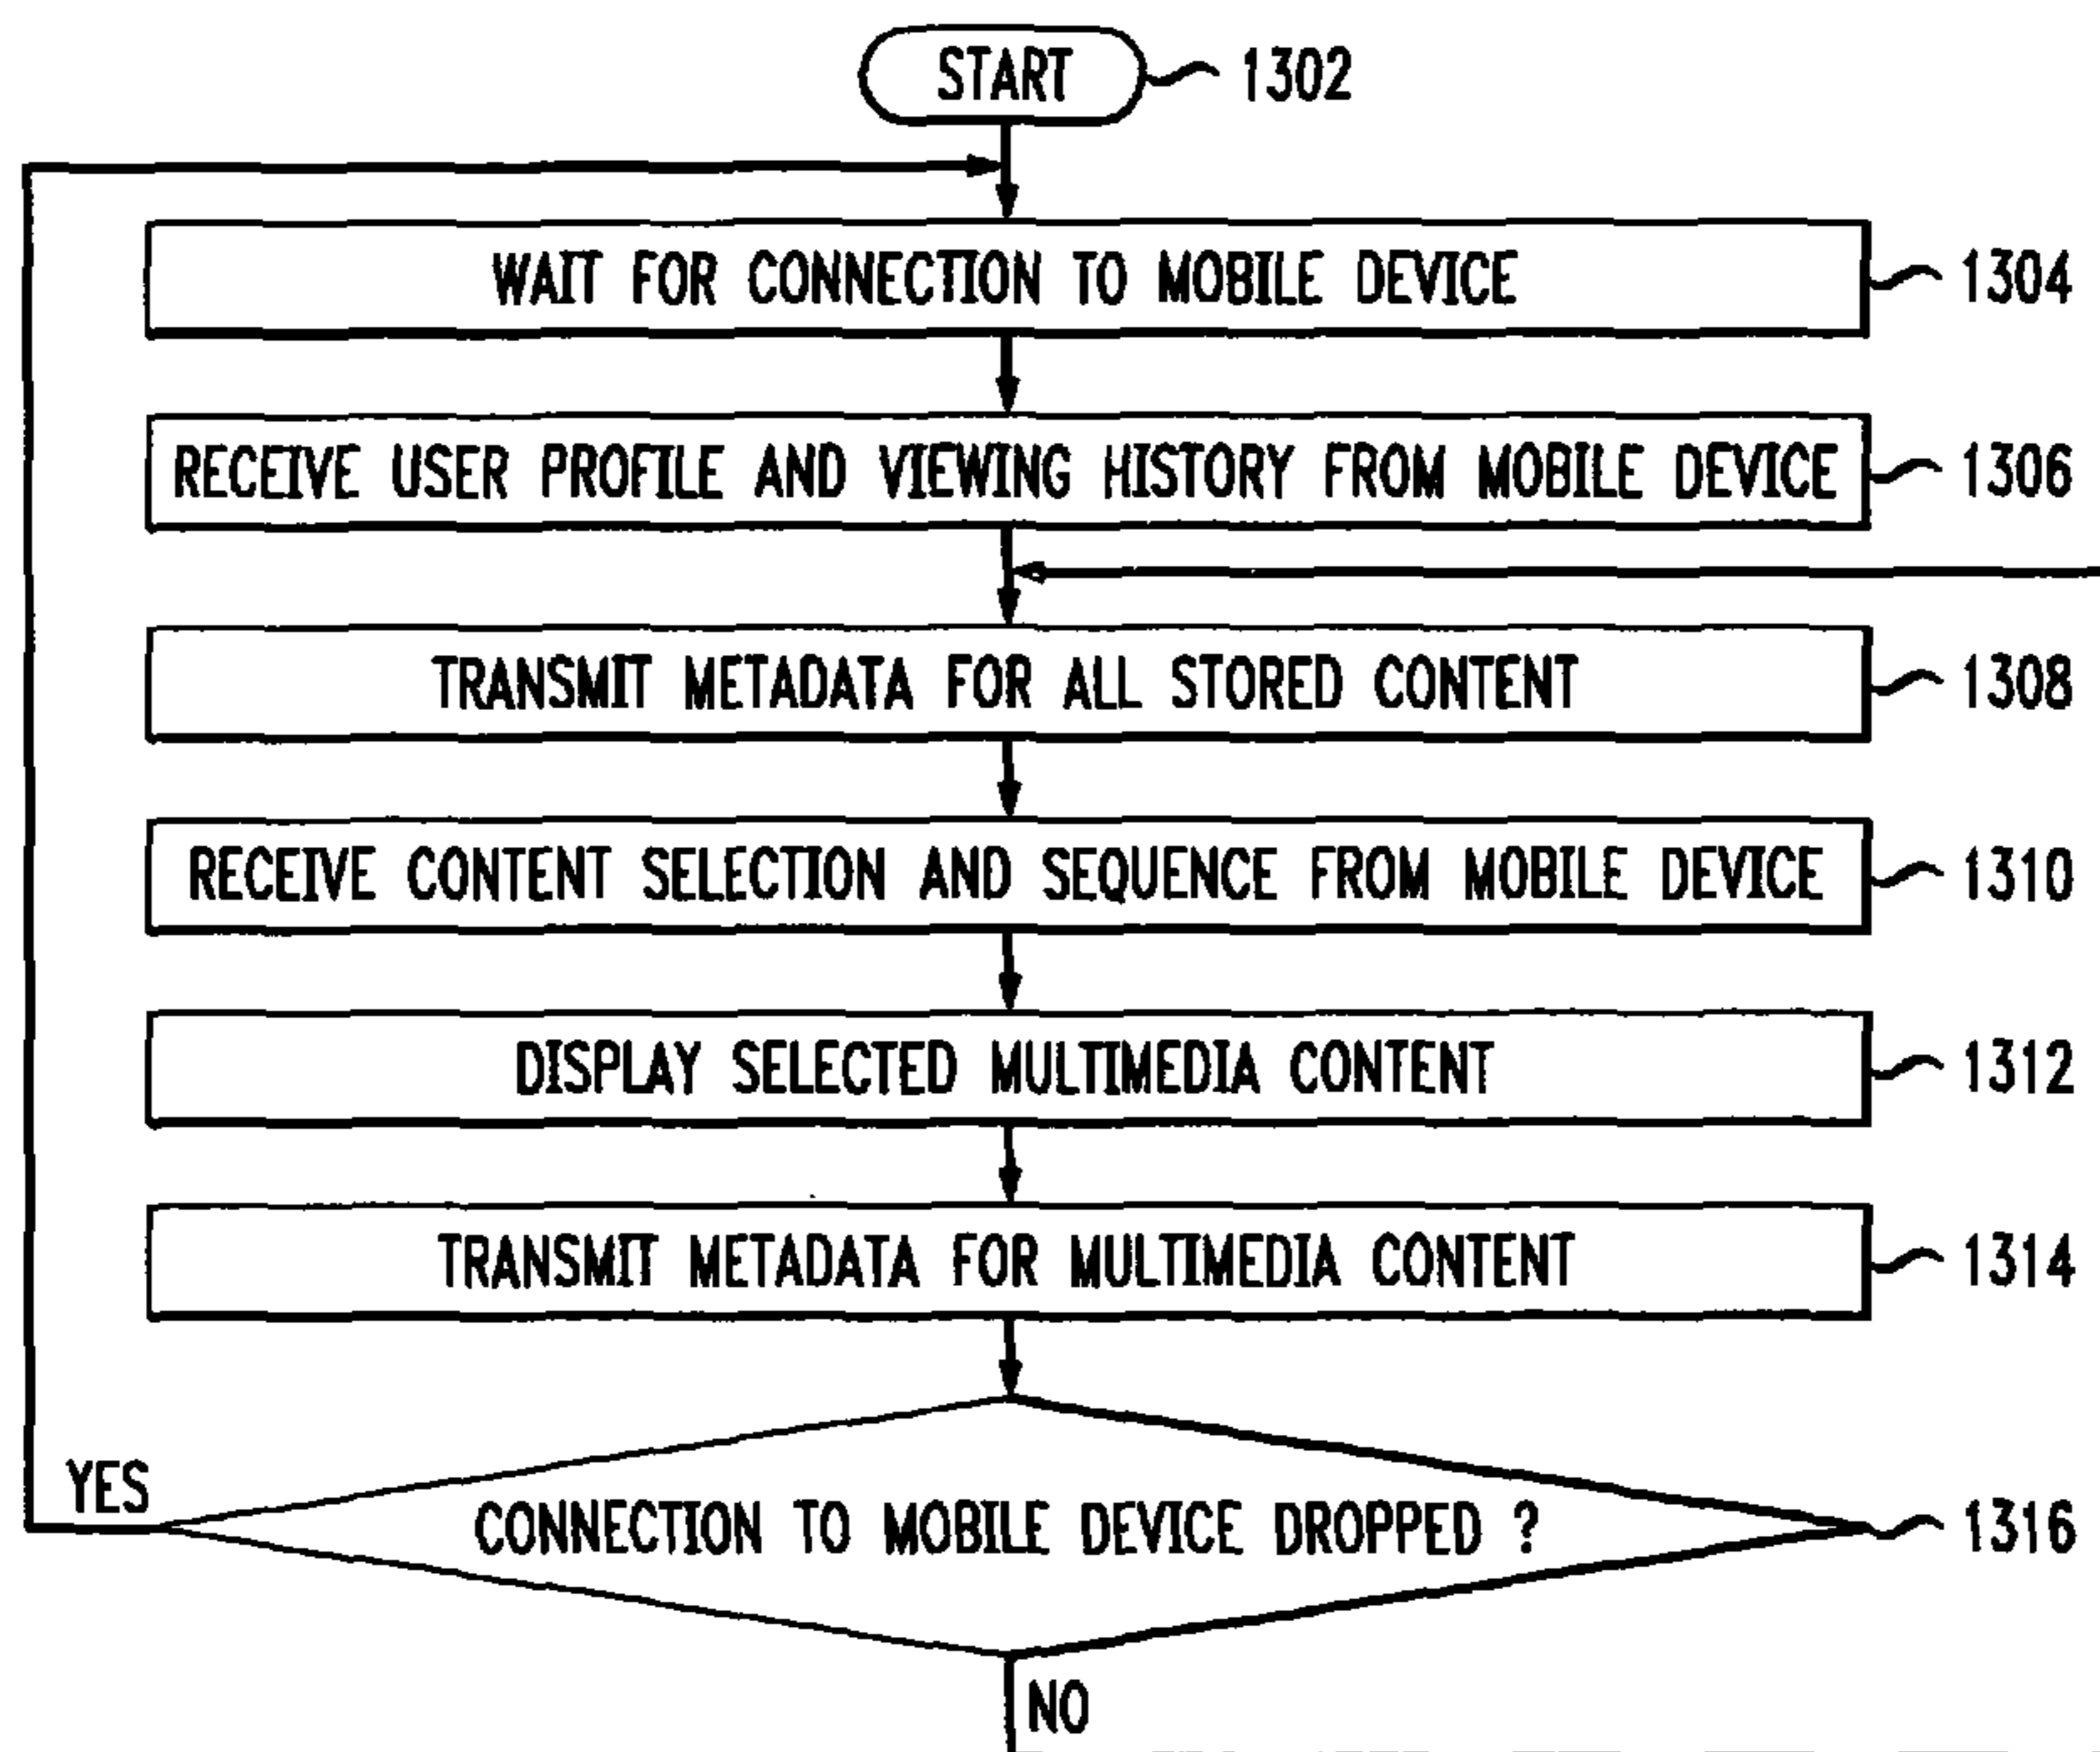 START 1302
WAIT FOR CONNECTION TO MOBILE DEVICE 1304
RECEIVE USER PROFILE AND VIEWING HISTORY FROM MOBILE DEVICE 1306
TRANSMIT METADATA FOR ALL STORED CONTENT 1308
RECEIVE CONTENT SELECTION AND SEQUENCE FROM MOBILE DEVICE 1310
DISPLAY SELECTED MULTIMEDIA CONTENT 1312
TRANSMIT METADATA FOR MULTIMEDIA CONTENT 1314
YES
CONNECTION TO MOBILE DEVICE DROPPED ? 1316
NO